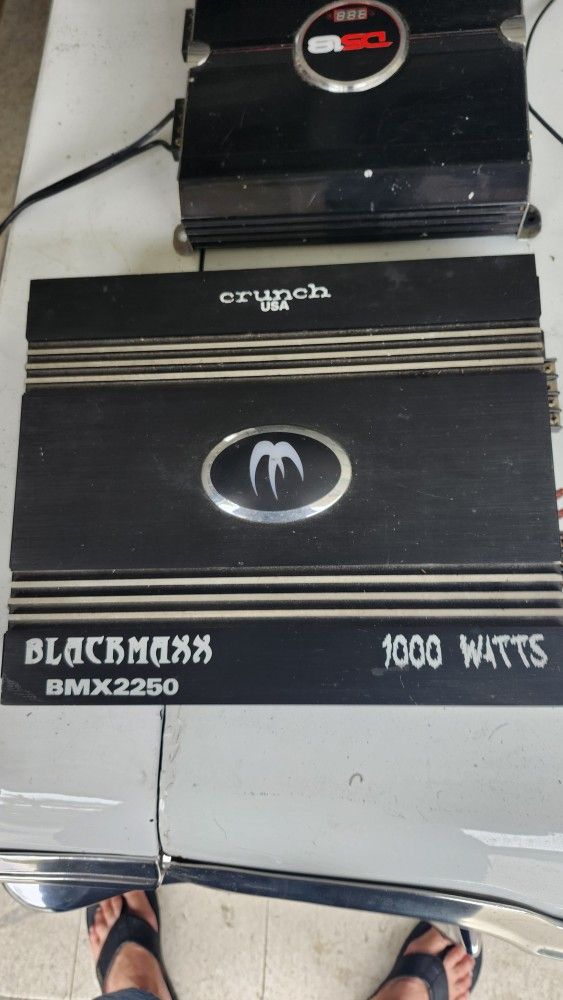 DS18
crunch
USA
BLACKMAXX
1000 WATTS
BMX2250